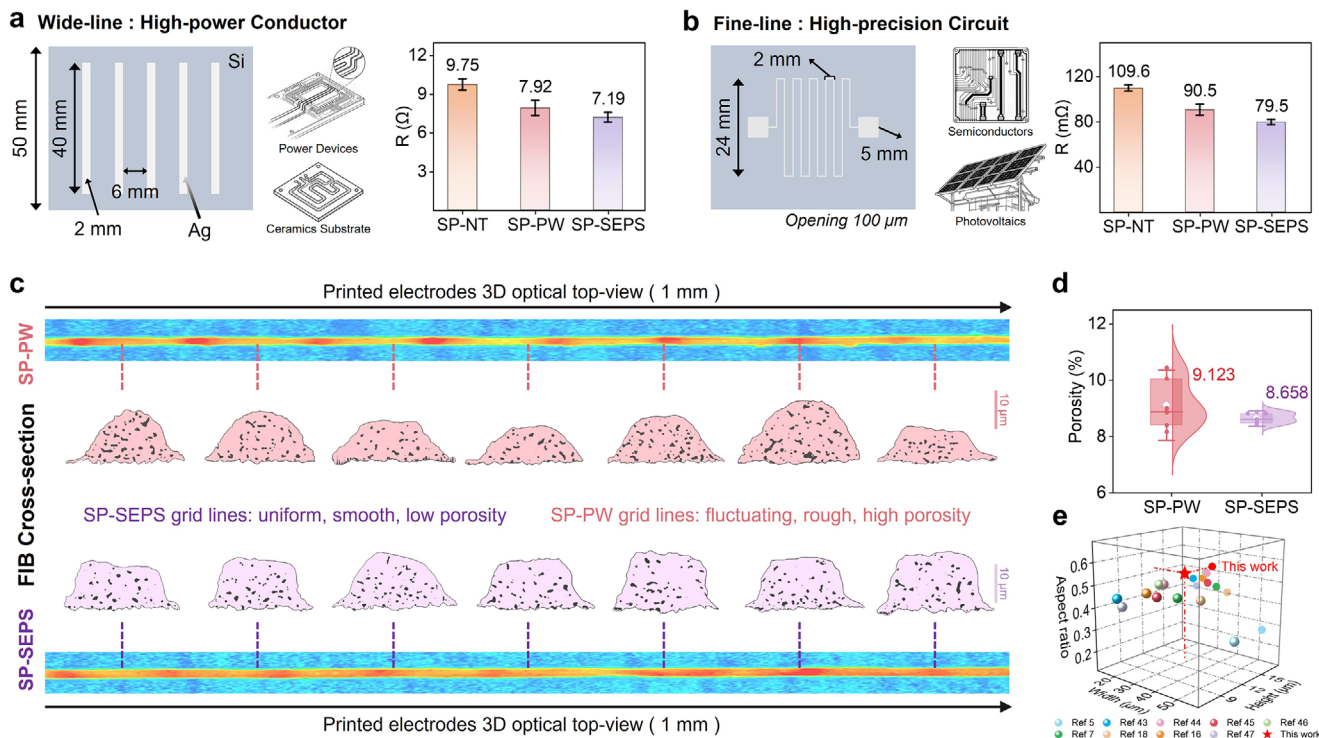 a Wide-line : High-power Conductor
50 mm
40 mm
Si
6 mm
2 mm
Ag
Power Devices
Ceramics Substrate
R (Ω)
12
9
6
3
9.75
7.92
7.19
SP-NT SP-PW SP-SEPS
b Fine-line : High-precision Circuit
2 mm
24 mm
5 mm
Opening 100 μm
Semiconductors
Photovoltaics
R (mΩ)
120
80
40
109.6
90.5
79.5
SP-NT SP-PW SP-SEPS
c
Printed electrodes 3D optical top-view ( 1 mm )
SP-PW
10 μm
FIB Cross-section
SP-SEPS grid lines: uniform, smooth, low porosity
SP-PW grid lines: fluctuating, rough, high porosity
10 μm
SP-SEPS
Printed electrodes 3D optical top-view ( 1 mm )
d
Porosity (%)
12
10
8
6
9.123
8.658
SP-PW SP-SEPS
e
Aspect ratio
0.6
0.5
0.4
0.3
0.2
This work
20
30
40
50
Width (μm)
9
12
15
Height (μm)
Ref 5 Ref 43 Ref 44 Ref 45 Ref 46
Ref 7 Ref 18 Ref 16 Ref 47 This work